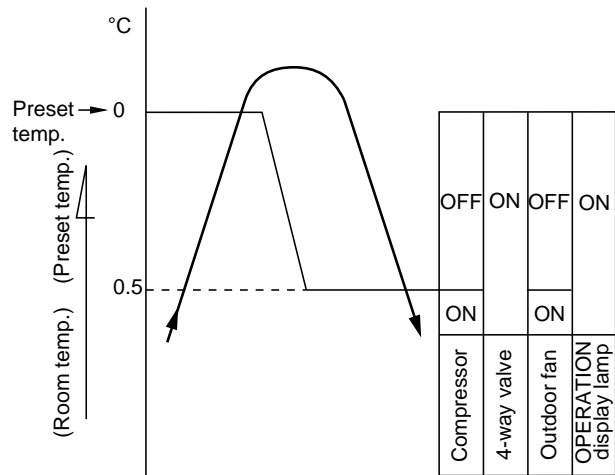 °C
Preset
temp.
0
0.5
(Preset temp.)
(Room temp.)
OFF
ON
OFF
ON
ON
ON
Compressor
4-way valve
Outdoor fan
OPERATION
display lamp